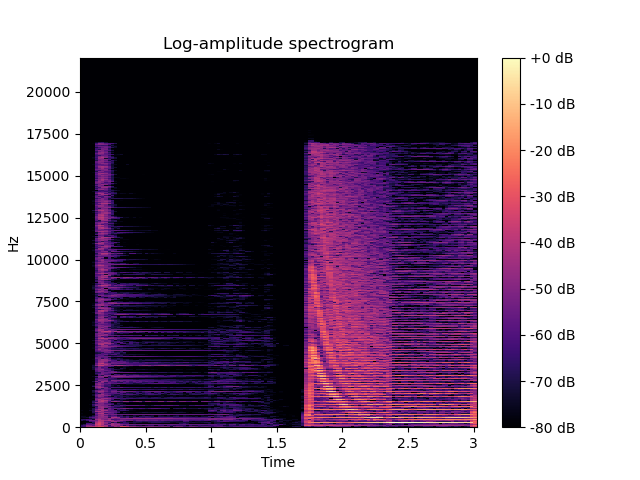 Log-amplitude spectrogram
Hz
20000
17500
15000
12500
10000
7500
5000
2500
0
0 0.5 1 1.5 2 2.5 3
Time
+0 dB
-10 dB
-20 dB
-30 dB
-40 dB
-50 dB
-60 dB
-70 dB
-80 dB